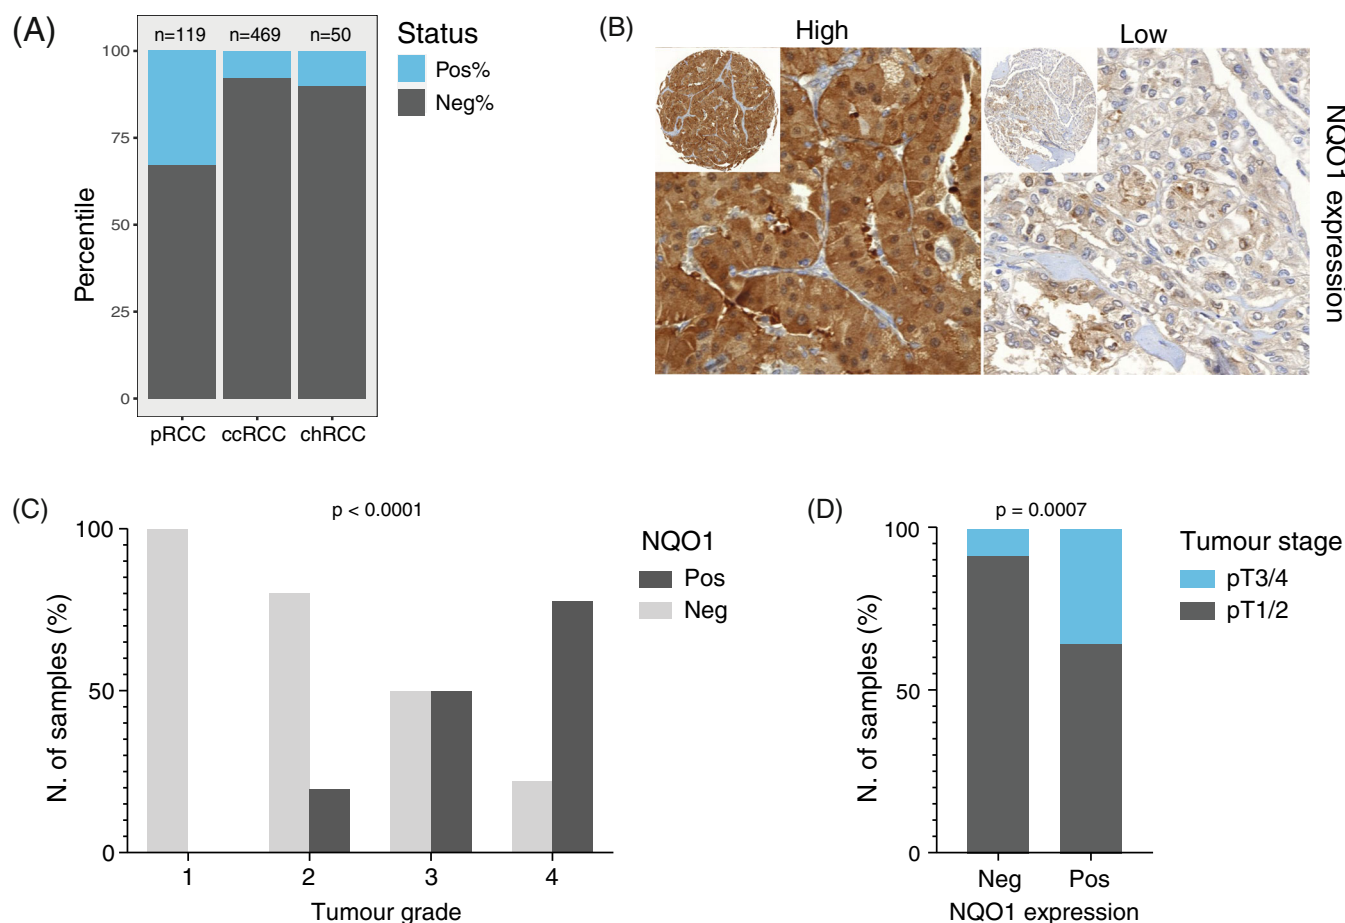 (A)
n=119 n=469 n=50
Status
Pos%
Neg%
100
75
50
25
0
Percentile
pRCC ccRCC chRCC
(B)
High Low
NQO1 expression
(C)
p < 0.0001
NQO1
Pos
Neg
100
50
0
N. of samples (%)
1 2 3 4
Tumour grade
(D)
p = 0.0007
Tumour stage
pT3/4
pT1/2
100
50
0
N. of samples (%)
Neg Pos
NQO1 expression